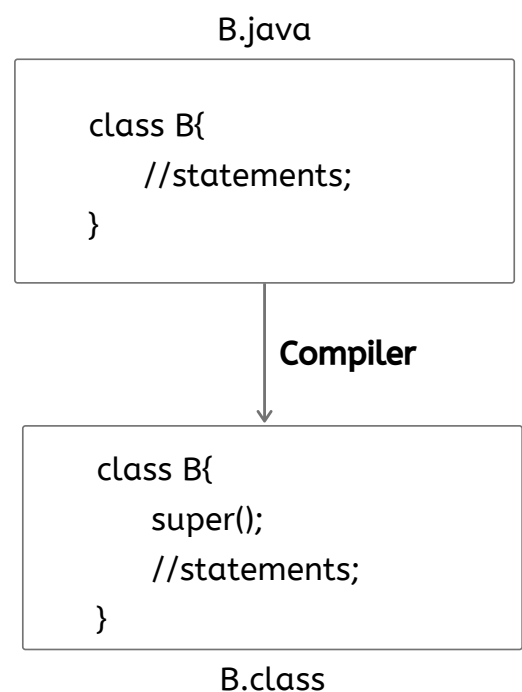 B.java
class B{
//statements;
}
Compiler
class B{
super();
//statements;
}
B.class